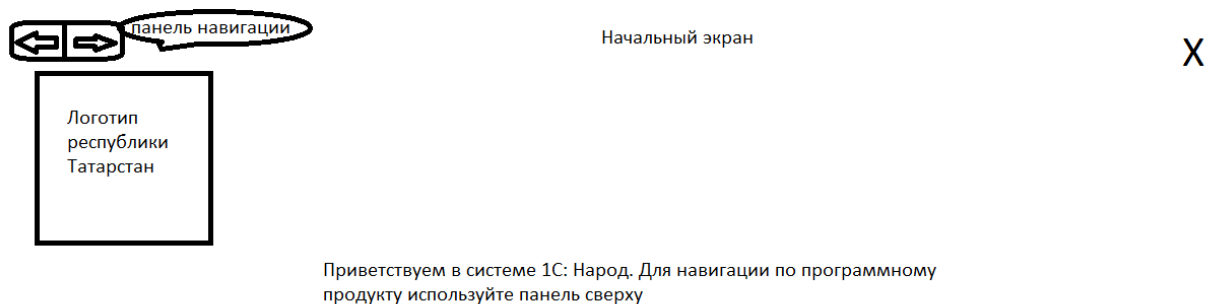 панель навигации
Начальный экран
X
Логотип
республики
Татарстан
Приветствуем в системе 1С: Народ. Для навигации по программному
продукту используйте панель сверху